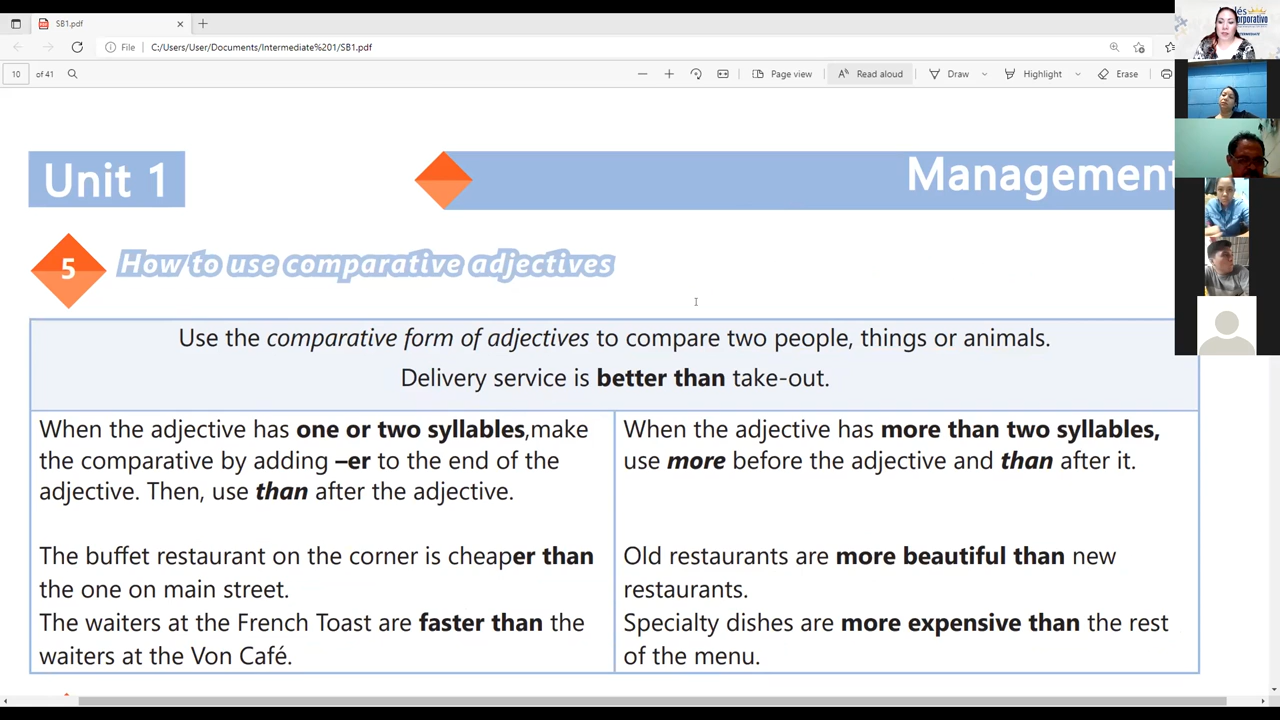 SB1.pdf
File C:/Users/User/Documents/Intermediate%201/SB1.pdf
10 of 41 Page view Read aloud Draw Highlight Erase
Unit 1
Management
5 How to use comparative adjectives
Use the comparative form of adjectives to compare two people, things or animals.
Delivery service is better than take-out.
When the adjective has one or two syllables,make
the comparative by adding –er to the end of the
adjective. Then, use than after the adjective.
The buffet restaurant on the corner is cheaper than
the one on main street.
The waiters at the French Toast are faster than the
waiters at the Von Café.
When the adjective has more than two syllables,
use more before the adjective and than after it.
Old restaurants are more beautiful than new
restaurants.
Specialty dishes are more expensive than the rest
of the menu.